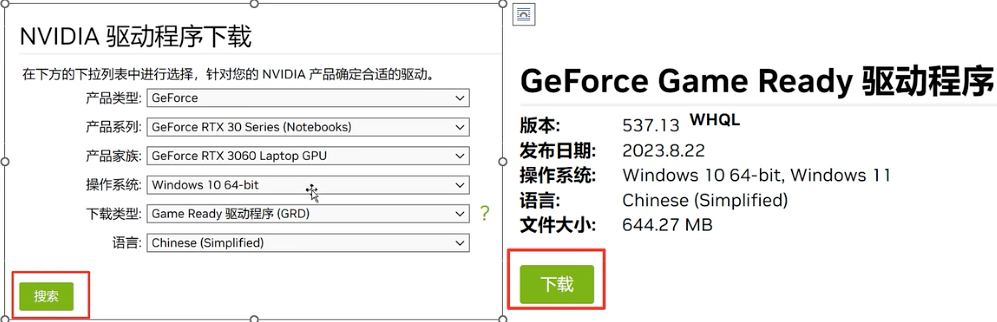 NVIDIA 驱动程序下载
在下方的下拉列表中进行选择，针对您的 NVIDIA 产品确定合适的驱动。
产品类型: GeForce
产品系列: GeForce RTX 30 Series (Notebooks)
产品家族: GeForce RTX 3060 Laptop GPU
操作系统: Windows 10 64-bit
下载类型: Game Ready 驱动程序 (GRD) ?
语言: Chinese (Simplified)
搜索
GeForce Game Ready 驱动程序
版本: 537.13 WHQL
发布日期: 2023.8.22
操作系统: Windows 10 64-bit, Windows 11
语言: Chinese (Simplified)
文件大小: 644.27 MB
下载